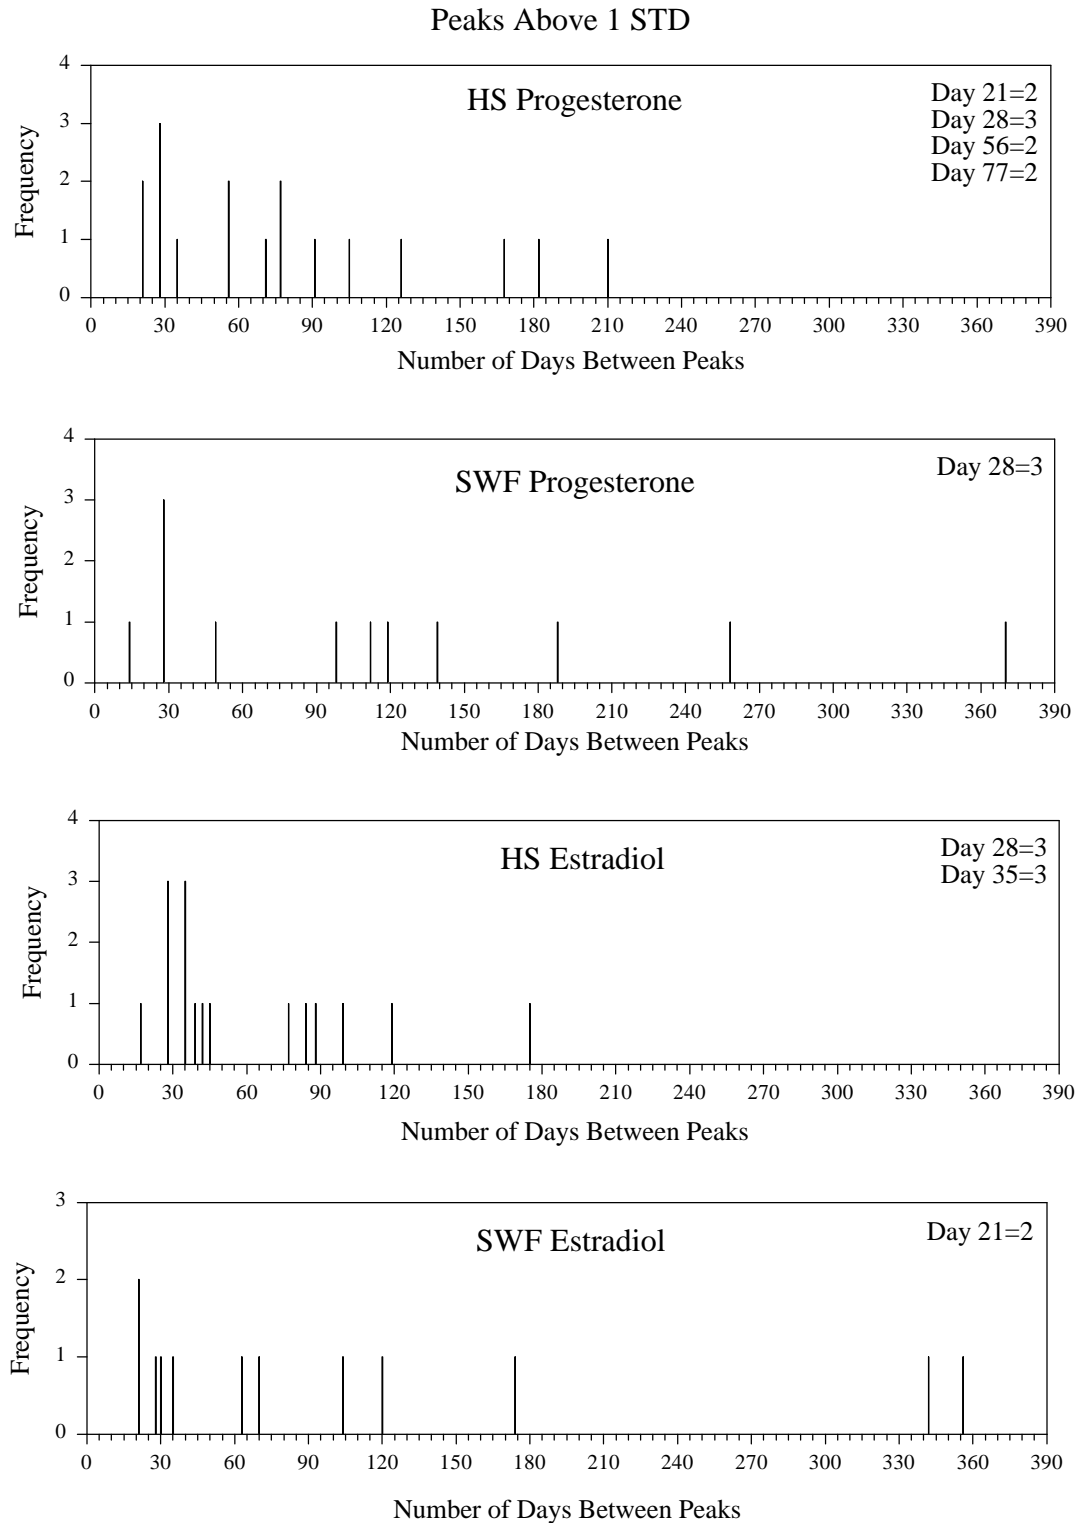 Peaks Above 1 STD
4
3
2
1
0
Frequency
HS Progesterone
Day 21=2
Day 28=3
Day 56=2
Day 77=2
0 30 60 90 120 150 180 210 240 270 300 330 360 390
Number of Days Between Peaks
4
3
2
1
0
Frequency
SWF Progesterone
Day 28=3
0 30 60 90 120 150 180 210 240 270 300 330 360 390
Number of Days Between Peaks
4
3
2
1
0
Frequency
HS Estradiol
Day 28=3
Day 35=3
0 30 60 90 120 150 180 210 240 270 300 330 360 390
Number of Days Between Peaks
3
2
1
0
Frequency
SWF Estradiol
Day 21=2
0 30 60 90 120 150 180 210 240 270 300 330 360 390
Number of Days Between Peaks